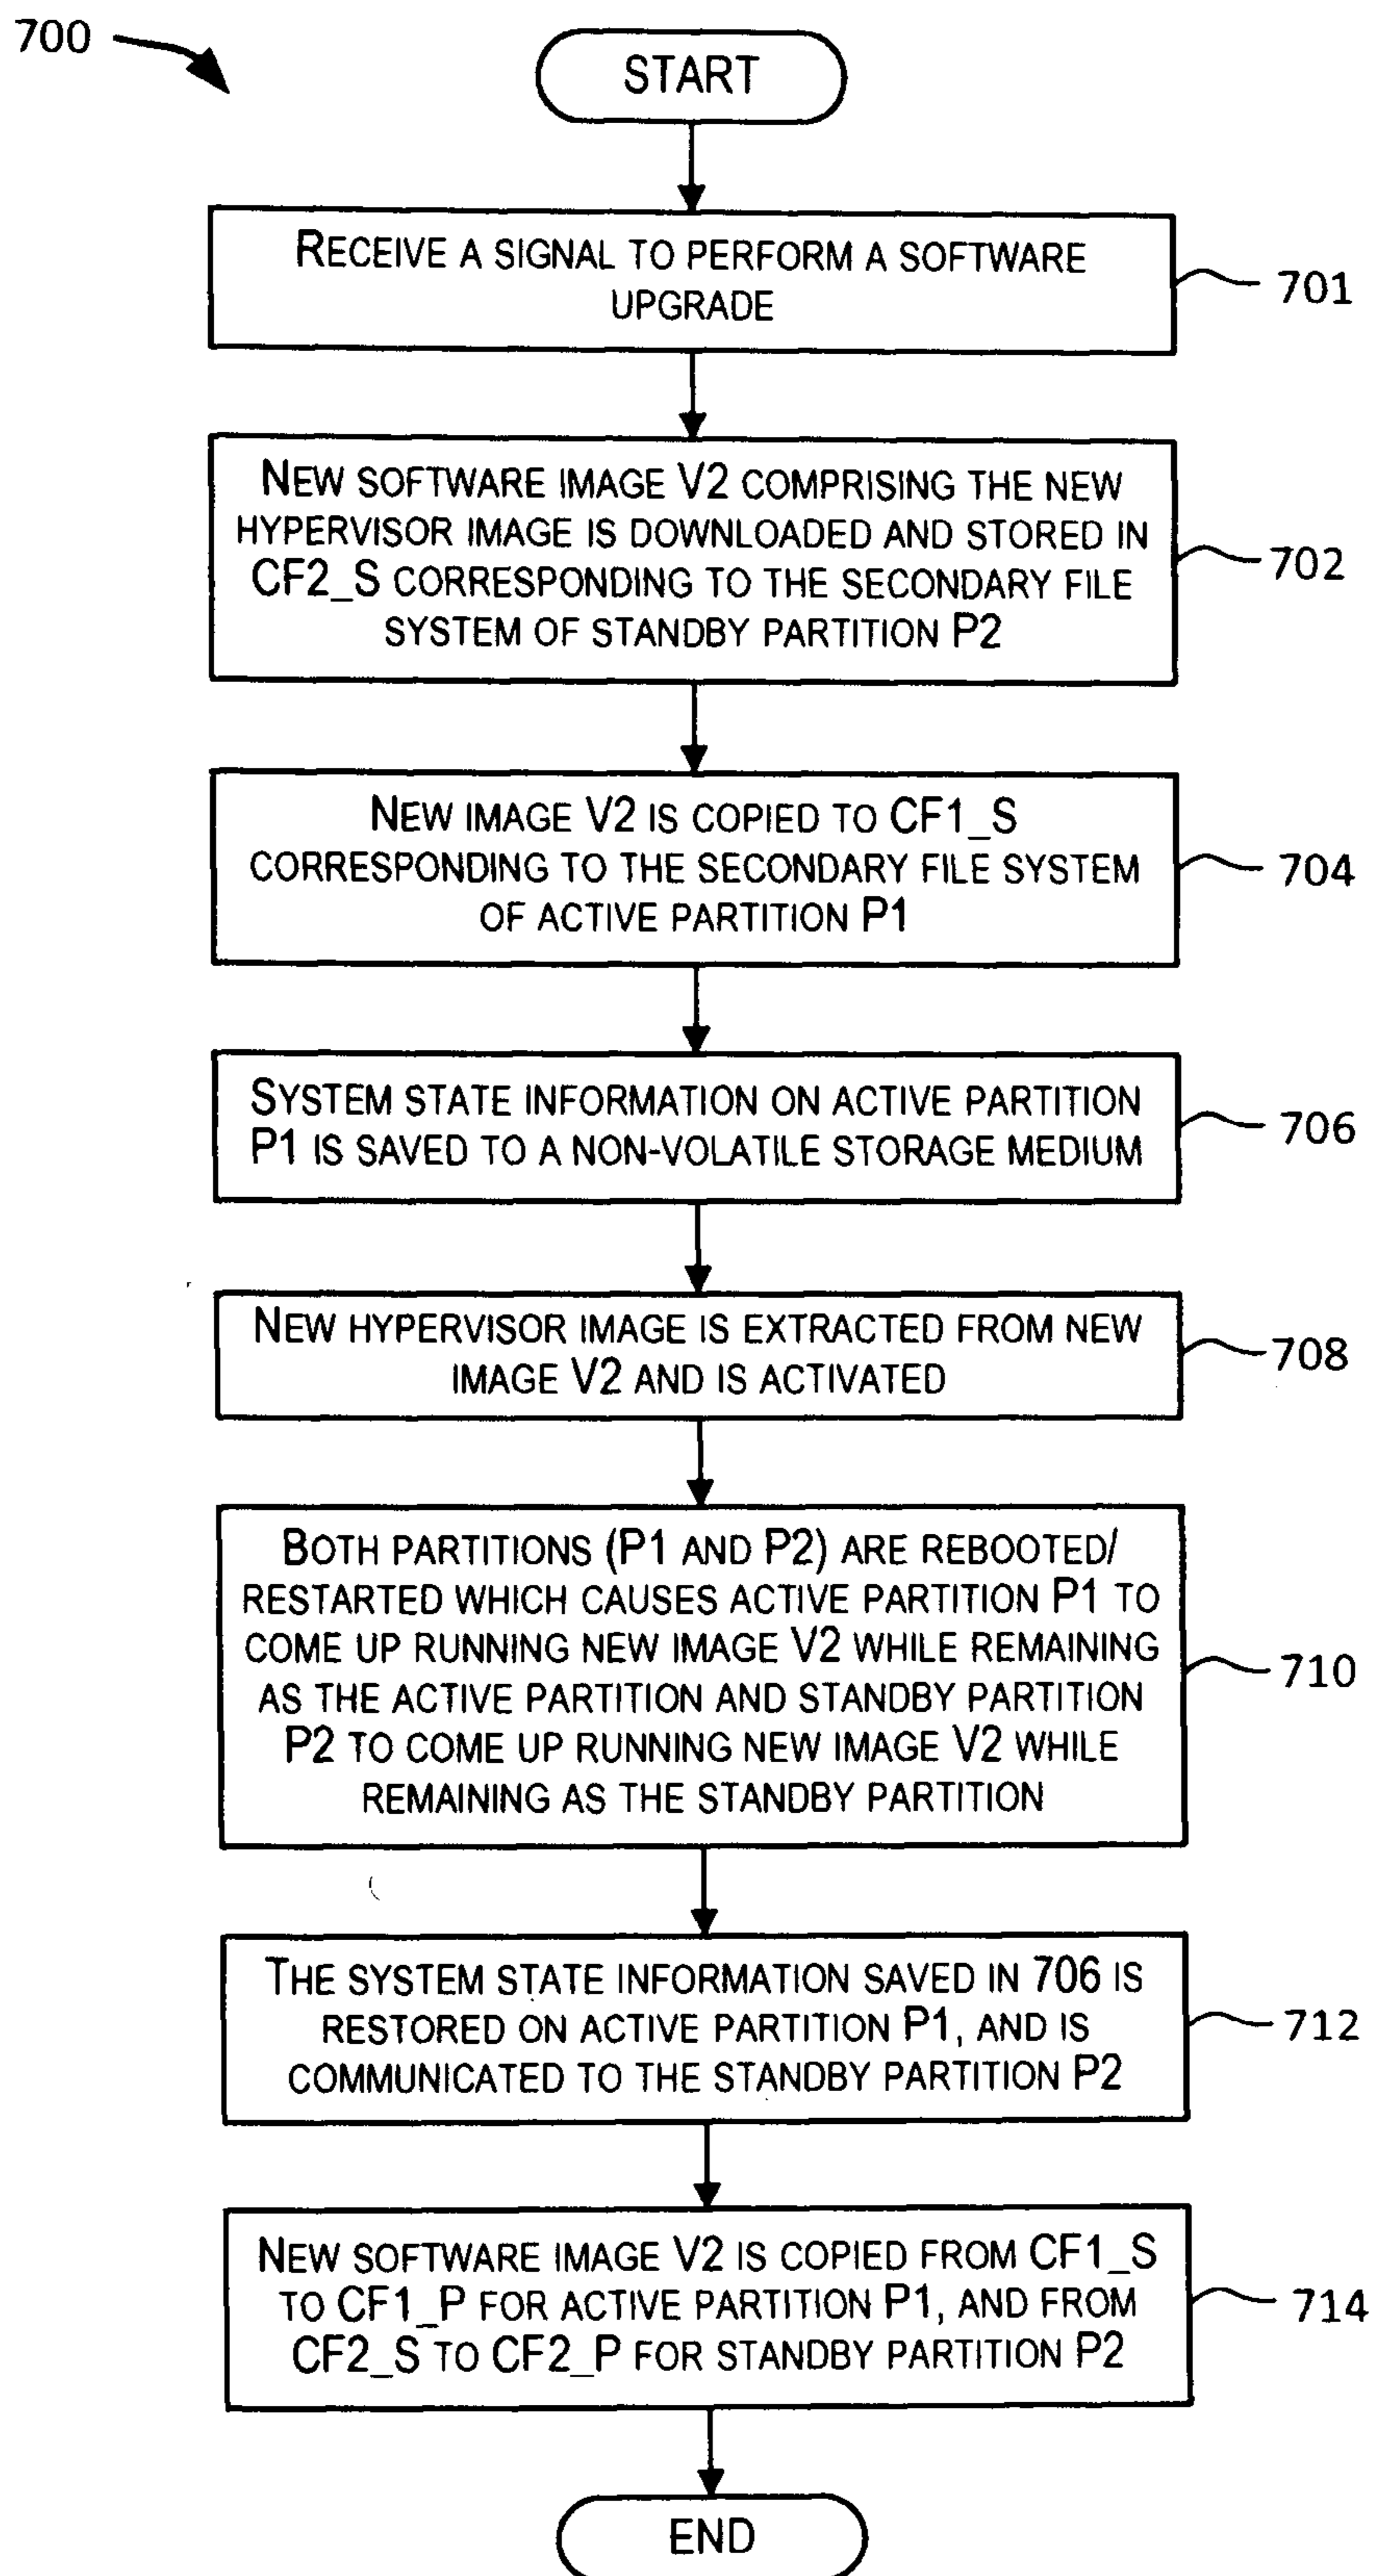 700
START
RECEIVE A SIGNAL TO PERFORM A SOFTWARE
UPGRADE
701
NEW SOFTWARE IMAGE V2 COMPRISING THE NEW
HYPERVISOR IMAGE IS DOWNLOADED AND STORED IN
CF2_S CORRESPONDING TO THE SECONDARY FILE
SYSTEM OF STANDBY PARTITION P2
702
NEW IMAGE V2 IS COPIED TO CF1_S
CORRESPONDING TO THE SECONDARY FILE SYSTEM
OF ACTIVE PARTITION P1
704
SYSTEM STATE INFORMATION ON ACTIVE PARTITION
P1 IS SAVED TO A NON-VOLATILE STORAGE MEDIUM
706
NEW HYPERVISOR IMAGE IS EXTRACTED FROM NEW
IMAGE V2 AND IS ACTIVATED
708
BOTH PARTITIONS (P1 AND P2) ARE REBOOTED/
RESTARTED WHICH CAUSES ACTIVE PARTITION P1 TO
COME UP RUNNING NEW IMAGE V2 WHILE REMAINING
AS THE ACTIVE PARTITION AND STANDBY PARTITION
P2 TO COME UP RUNNING NEW IMAGE V2 WHILE
REMAINING AS THE STANDBY PARTITION
710
THE SYSTEM STATE INFORMATION SAVED IN 706 IS
RESTORED ON ACTIVE PARTITION P1, AND IS
COMMUNICATED TO THE STANDBY PARTITION P2
712
NEW SOFTWARE IMAGE V2 IS COPIED FROM CF1_S
TO CF1_P FOR ACTIVE PARTITION P1, AND FROM
CF2_S TO CF2_P FOR STANDBY PARTITION P2
714
END